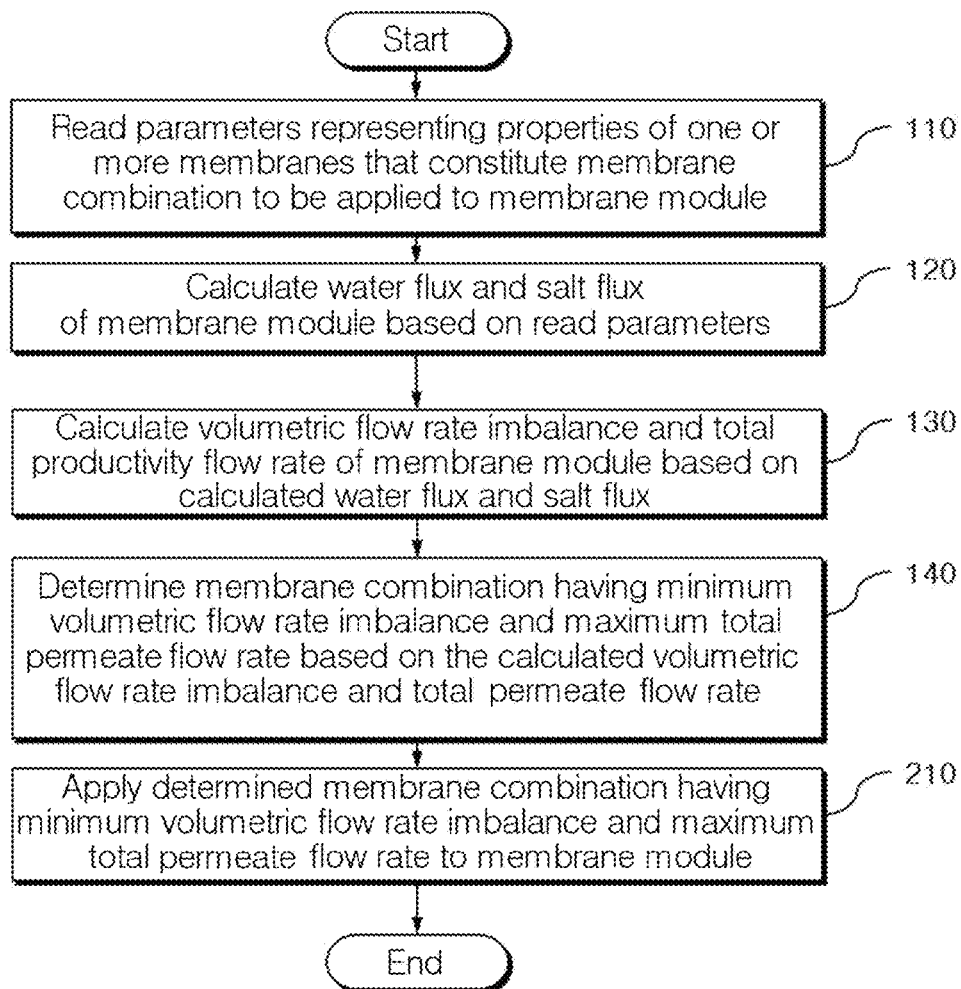 Start
Read parameters representing properties of one or
more membranes that constitute membrane
combination to be applied to membrane module
110
Calculate water flux and salt flux
of membrane module based on read parameters
120
Calculate volumetric flow rate imbalance and total
productivity flow rate of membrane module based on
calculated water flux and salt flux
130
Determine membrane combination having minimum
volumetric flow rate imbalance and maximum total
permeate flow rate based on the calculated volumetric
flow rate imbalance and total permeate flow rate
140
Apply determined membrane combination having
minimum volumetric flow rate imbalance and maximum
total permeate flow rate to membrane module
210
End